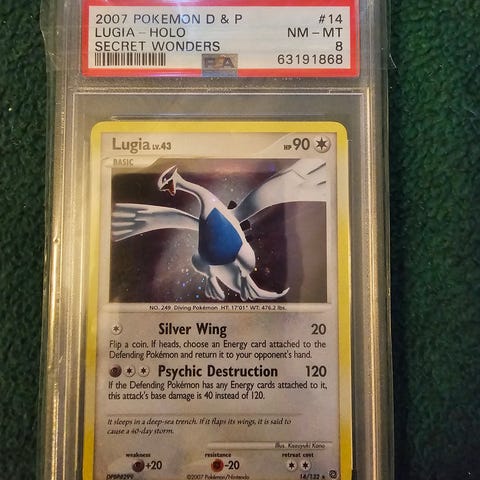 2007 POKEMON D & P #14
LUGIA - HOLO NM - MT
SECRET WONDERS 8
PSA 63191868
Lugia LV.43 HP 90
BASIC
NO. 249 Diving Pokémon HT: 17'01" WT: 476.2 lbs.
Silver Wing 20
Flip a coin. If heads, choose an Energy card attached to the
Defending Pokémon and return it to your opponent's hand.
Psychic Destruction 120
If the Defending Pokémon has any Energy cards attached to it,
this attack's base damage is 40 instead of 120.
It sleeps in a deep-sea trench. If it flaps its wings, it is said to
cause a 40-day storm.
Illus. Kazuyuki Kano
weakness resistance retreat cost
+20 -20
DPBP#299 ©2007 Pokémon/Nintendo 14/132